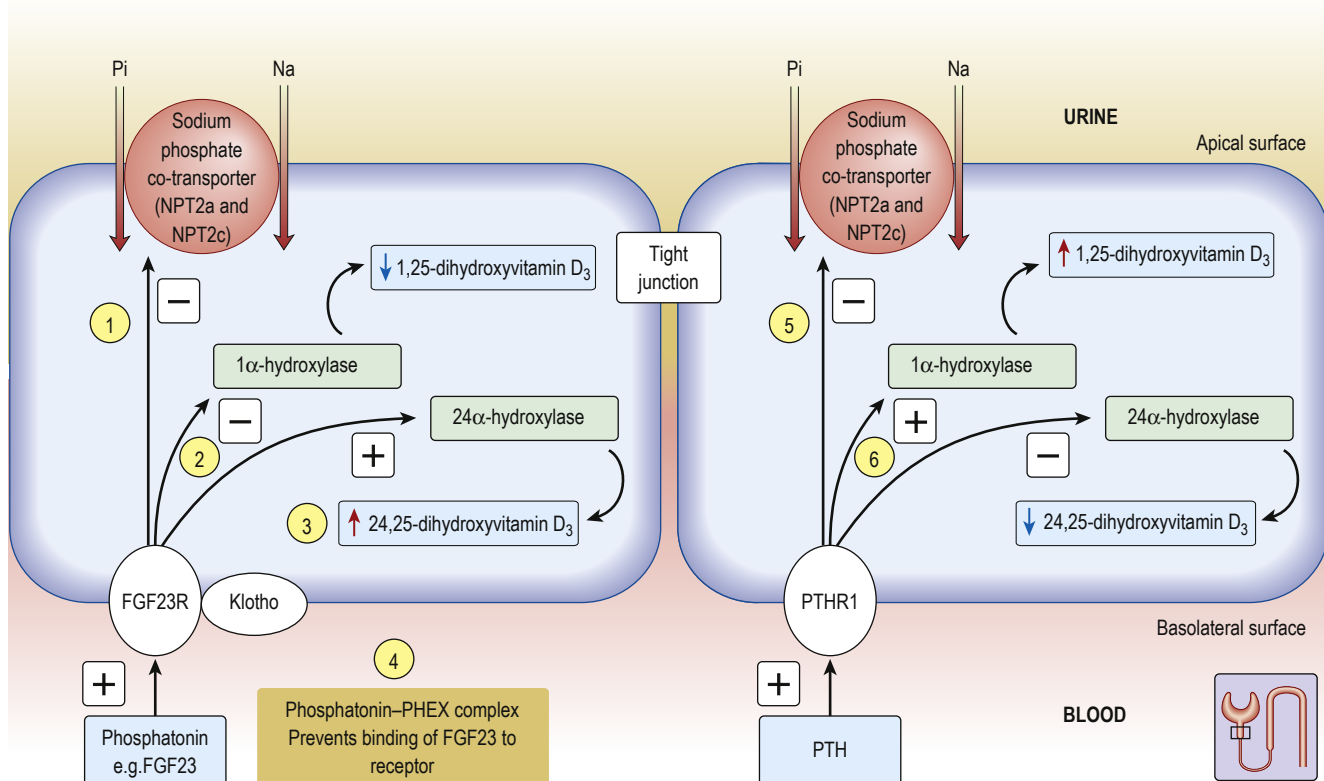 Pi
Na
Sodium
phosphate
co-transporter
(NPT2a and
NPT2c)
↓ 1,25-dihydroxyvitamin D3
1
−
1α-hydroxylase
2
−
+
24α-hydroxylase
3
↑ 24,25-dihydroxyvitamin D3
FGF23R
Klotho
4
+
Phosphatonin
e.g.FGF23
Phosphatonin–PHEX complex
Prevents binding of FGF23 to
receptor
Tight
junction
Pi
Na
URINE
Apical surface
Sodium
phosphate
co-transporter
(NPT2a and
NPT2c)
↑ 1,25-dihydroxyvitamin D3
5
−
1α-hydroxylase
+
6
−
24α-hydroxylase
↓ 24,25-dihydroxyvitamin D3
PTHR1
Basolateral surface
+
PTH
BLOOD